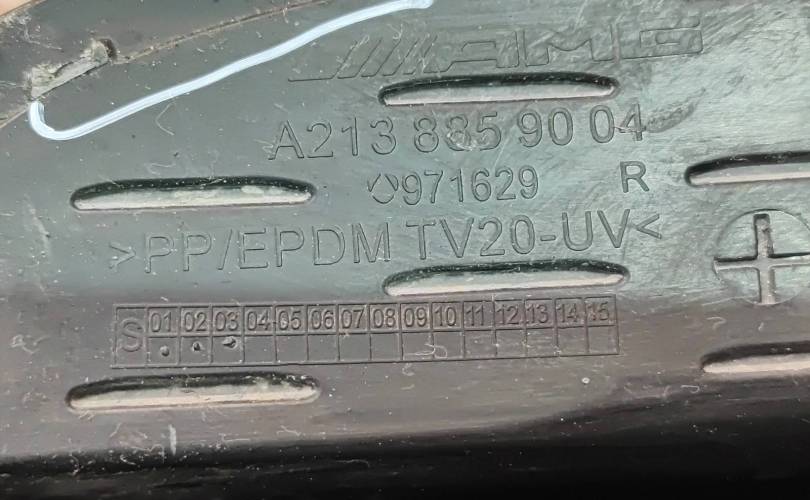 AMG
A213 885 90 04
971629 R
>PP/EPDM TV20-UV<
S 01 02 03 04 05 06 07 08 09 10 11 12 13 14 15